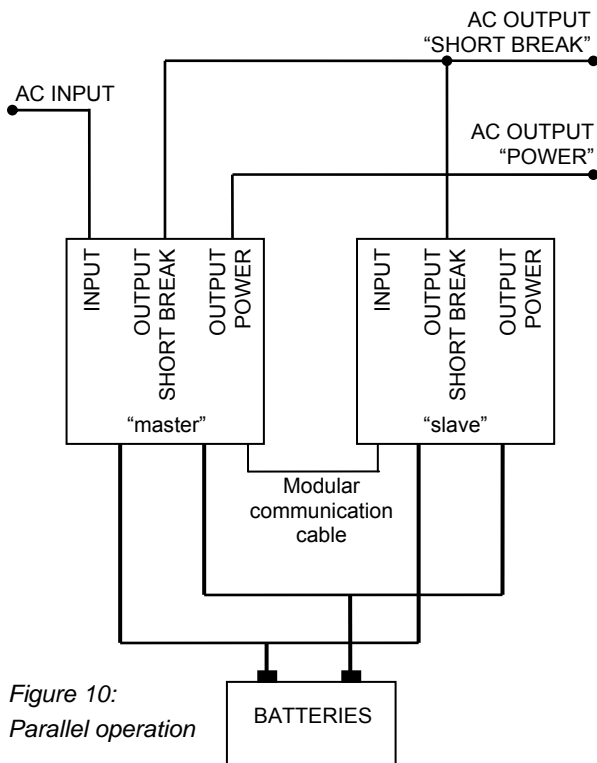 AC OUTPUT
“SHORT BREAK”
AC INPUT
AC OUTPUT
“POWER”
INPUT
OUTPUT
SHORT BREAK
OUTPUT
POWER
“master”
INPUT
OUTPUT
SHORT BREAK
OUTPUT
POWER
“slave”
Modular
communication
cable
Figure 10:
Parallel operation
BATTERIES